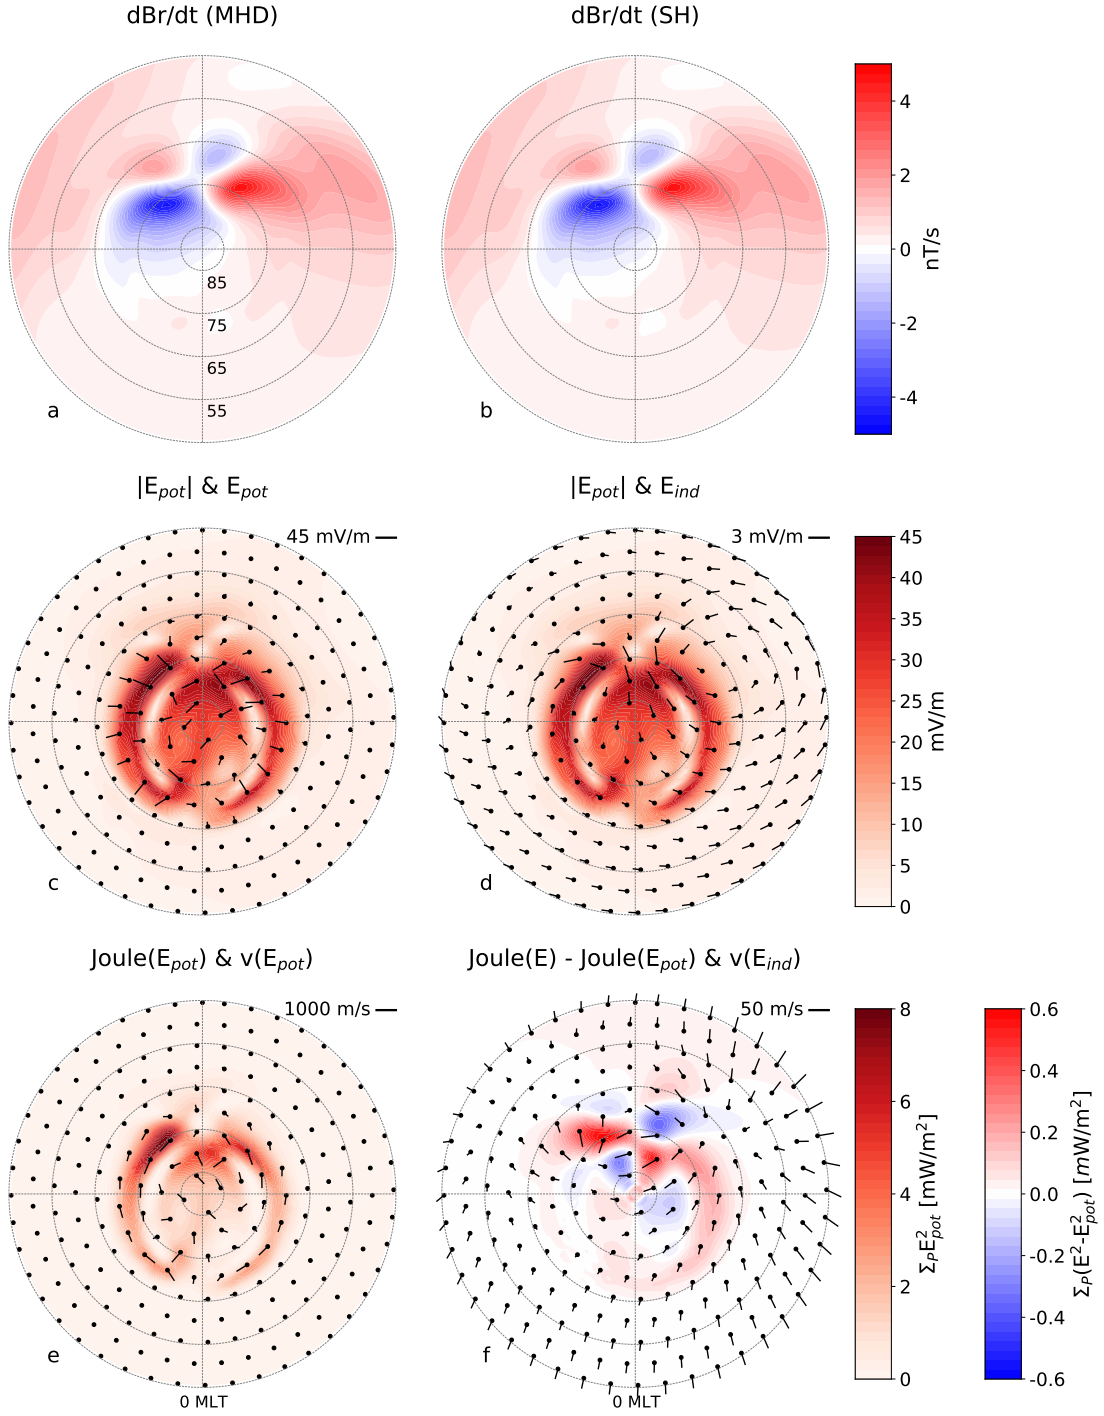 dBr/dt (MHD)
dBr/dt (SH)
85
75
65
55
a
b
4
2
0
-2
-4
nT/s
|E_pot| & E_pot
|E_pot| & E_ind
45 mV/m
3 mV/m
c
d
45
40
35
30
25
20
15
10
5
0
mV/m
Joule(E_pot) & v(E_pot)
Joule(E) - Joule(E_pot) & v(E_ind)
1000 m/s
50 m/s
e
f
0 MLT
0 MLT
8
6
4
2
0
Σ_P E²_pot [mW/m²]
0.6
0.4
0.2
0.0
-0.2
-0.4
-0.6
Σ_P(E²-E²_pot) [mW/m²]